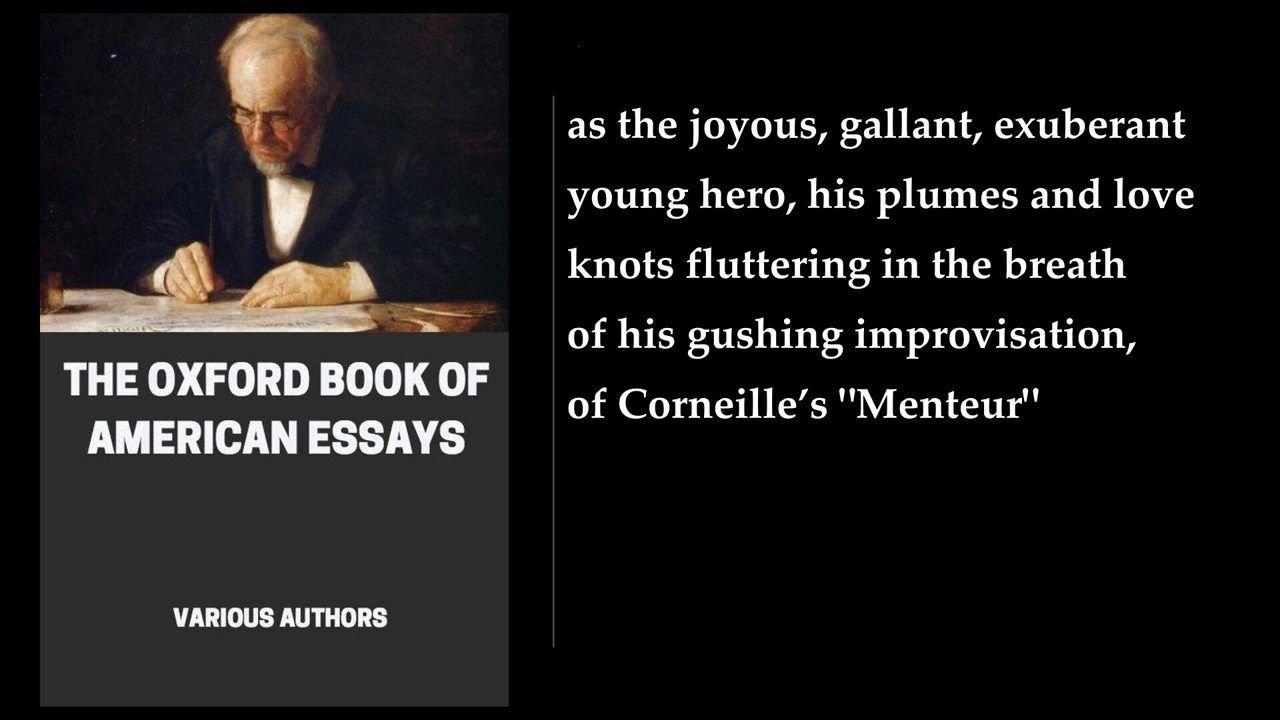 THE OXFORD BOOK OF
AMERICAN ESSAYS
VARIOUS AUTHORS
as the joyous, gallant, exuberant
young hero, his plumes and love
knots fluttering in the breath
of his gushing improvisation,
of Corneille’s "Menteur"